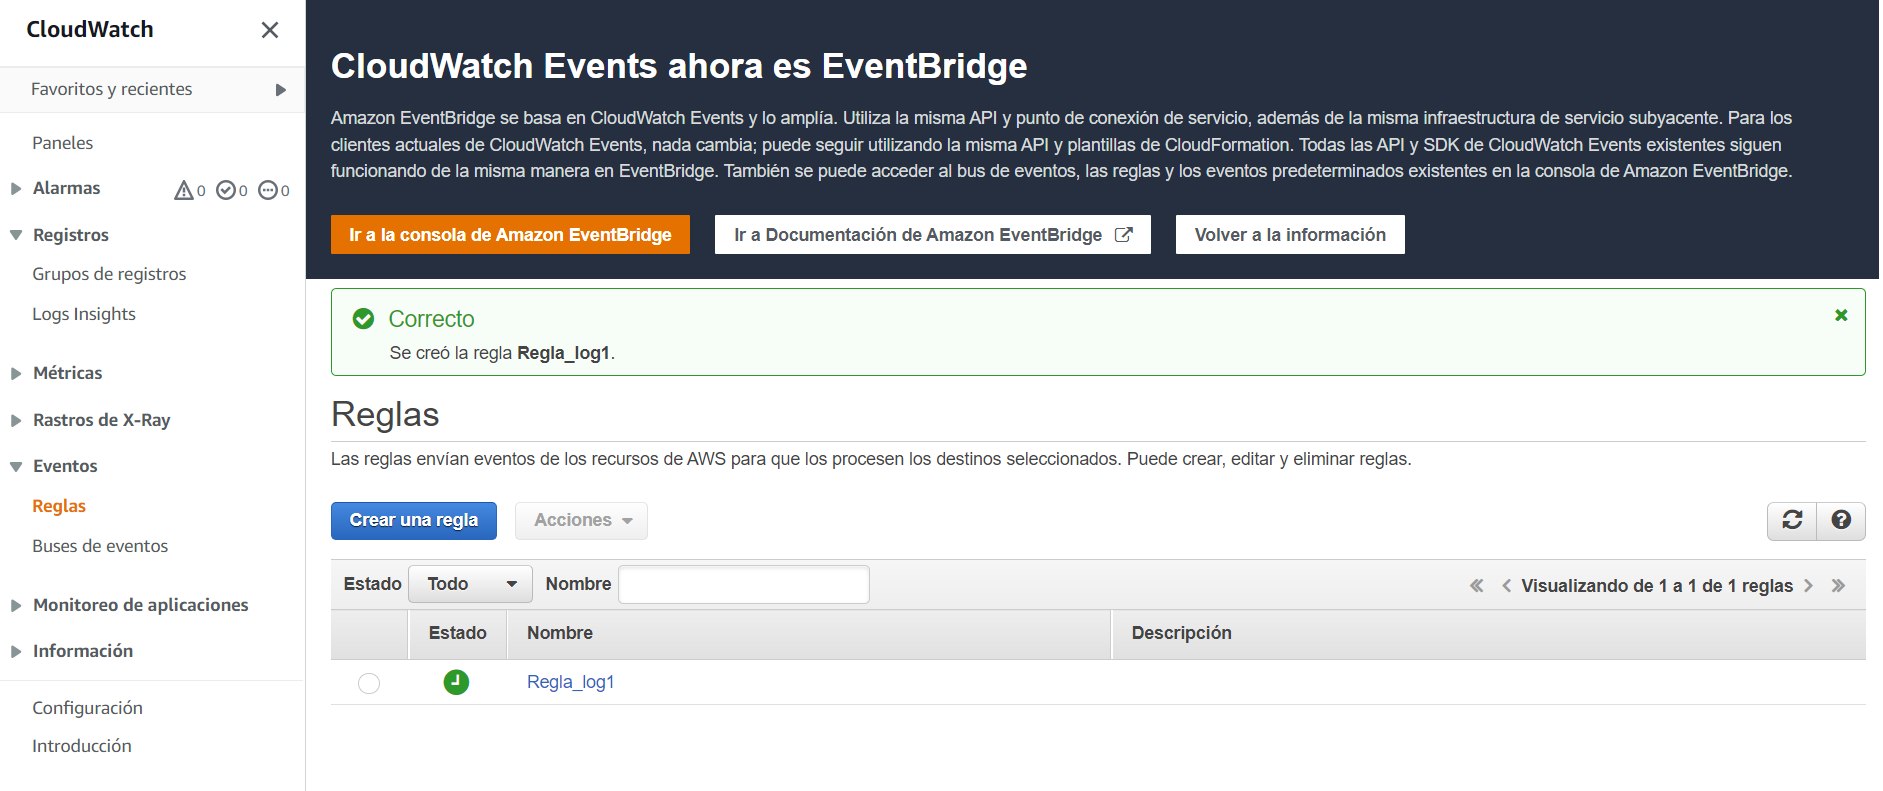 CloudWatch
Favoritos y recientes
Paneles
Alarmas 0 0 0
Registros
Grupos de registros
Logs Insights
Métricas
Rastros de X-Ray
Eventos
Reglas
Buses de eventos
Monitoreo de aplicaciones
Información
Configuración
Introducción
CloudWatch Events ahora es EventBridge
Amazon EventBridge se basa en CloudWatch Events y lo amplía. Utiliza la misma API y punto de conexión de servicio, además de la misma infraestructura de servicio subyacente. Para los
clientes actuales de CloudWatch Events, nada cambia; puede seguir utilizando la misma API y plantillas de CloudFormation. Todas las API y SDK de CloudWatch Events existentes siguen
funcionando de la misma manera en EventBridge. También se puede acceder al bus de eventos, las reglas y los eventos predeterminados existentes en la consola de Amazon EventBridge.
Ir a la consola de Amazon EventBridge Ir a Documentación de Amazon EventBridge Volver a la información
Correcto
Se creó la regla Regla_log1.
Reglas
Las reglas envían eventos de los recursos de AWS para que los procesen los destinos seleccionados. Puede crear, editar y eliminar reglas.
Crear una regla Acciones
Estado Todo Nombre « < Visualizando de 1 a 1 de 1 reglas > »
Estado Nombre Descripción
Regla_log1